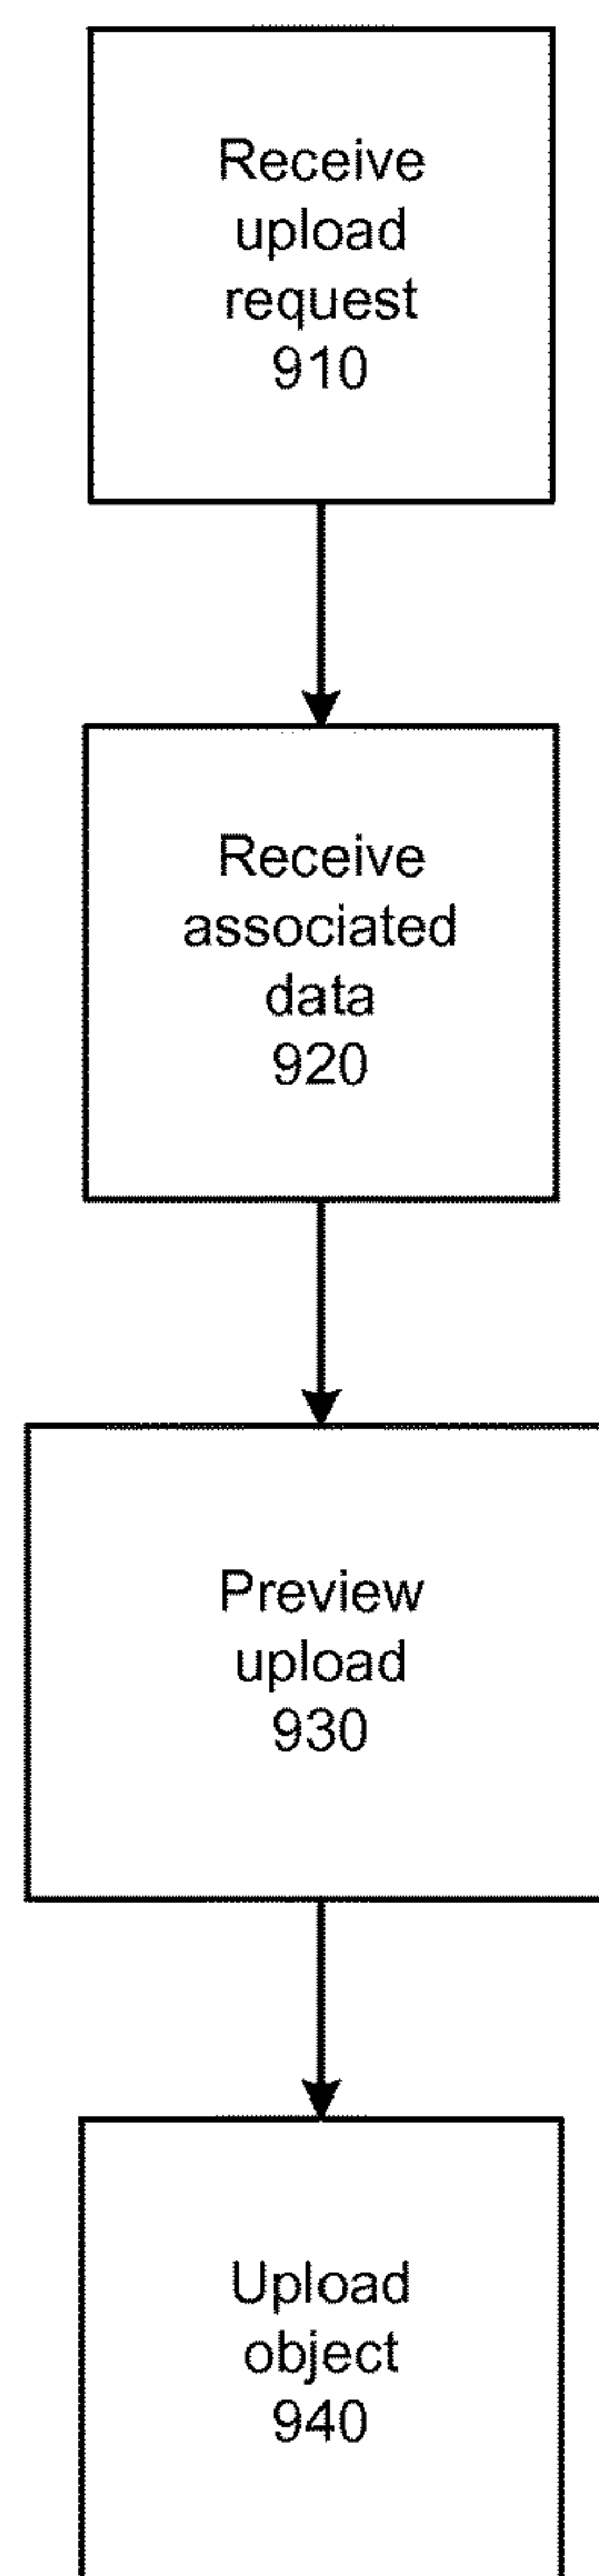 Receive
upload
request
910
Receive
associated
data
920
Preview
upload
930
Upload
object
940